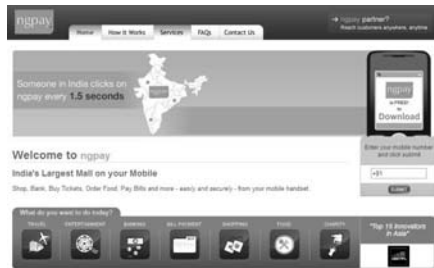 ngpay
→ ngpay partner?
Reach customers anywhere, anytime
Home How it Works Services FAQs Contact Us
Someone in India clicks on
ngpay every 1.5 seconds
ngpay
ngpay
is FREE!
to
Download
Enter your mobile number
and click submit
+91
SUBMIT
Welcome to ngpay
India's Largest Mall on your Mobile
Shop, Bank, Buy Tickets, Order Food, Pay Bills and more - easily and securely - from your mobile handset.
What do you want to do today?
TRAVEL ENTERTAINMENT BANKING BILL PAYMENT SHOPPING FOOD CHARITY
"Top 15 Innovators
in Asia"